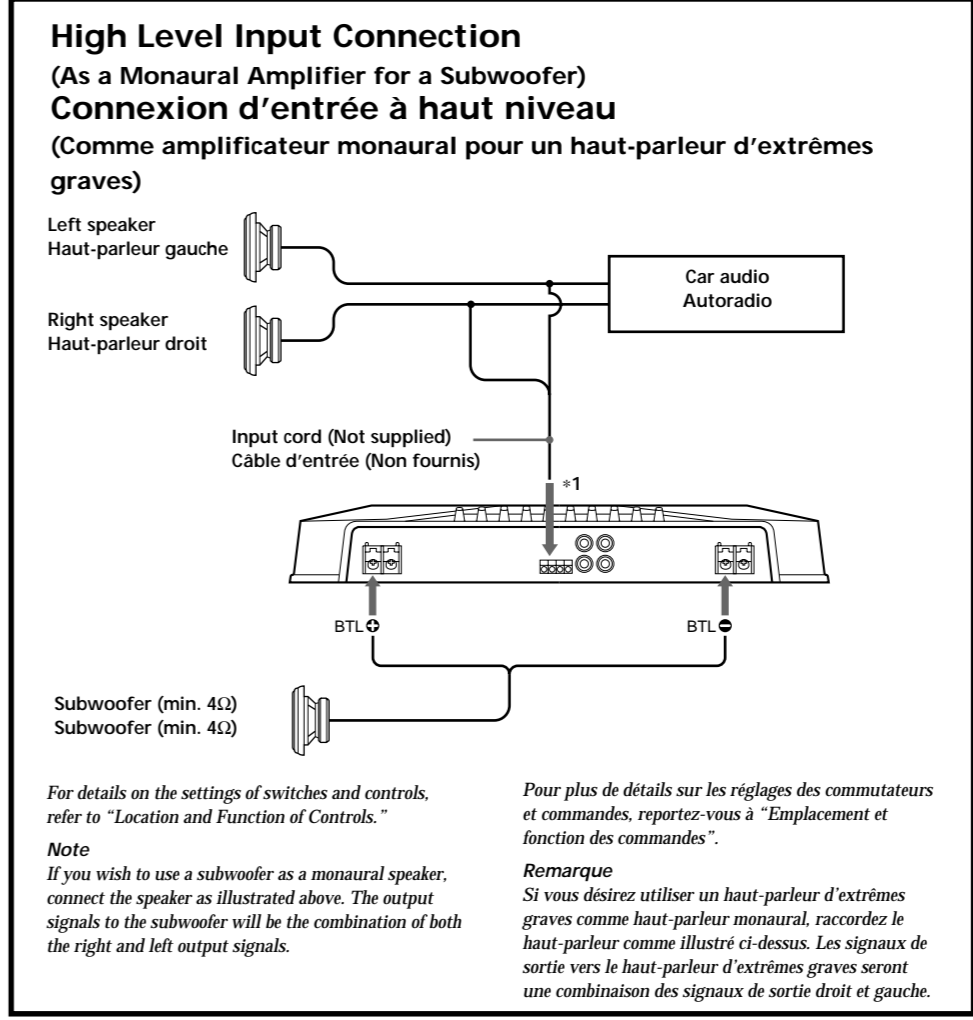 High Level Input Connection
(As a Monaural Amplifier for a Subwoofer)
Connexion d’entrée à haut niveau
(Comme amplificateur monaural pour un haut-parleur d’extrêmes
graves)
Left speaker
Haut-parleur gauche
Car audio
Autoradio
Right speaker
Haut-parleur droit
Input cord (Not supplied)
Câble d’entrée (Non fournis)
*1
BTL ⊕
BTL ⊖
Subwoofer (min. 4Ω)
Subwoofer (min. 4Ω)
For details on the settings of switches and controls,
refer to “Location and Function of Controls.”
Note
If you wish to use a subwoofer as a monaural speaker,
connect the speaker as illustrated above. The output
signals to the subwoofer will be the combination of both
the right and left output signals.
Pour plus de détails sur les réglages des commutateurs
et commandes, reportez-vous à “Emplacement et
fonction des commandes”.
Remarque
Si vous désirez utiliser un haut-parleur d'extrêmes
graves comme haut-parleur monaural, raccordez le
haut-parleur comme illustré ci-dessus. Les signaux de
sortie vers le haut-parleur d'extrêmes graves seront
une combinaison des signaux de sortie droit et gauche.